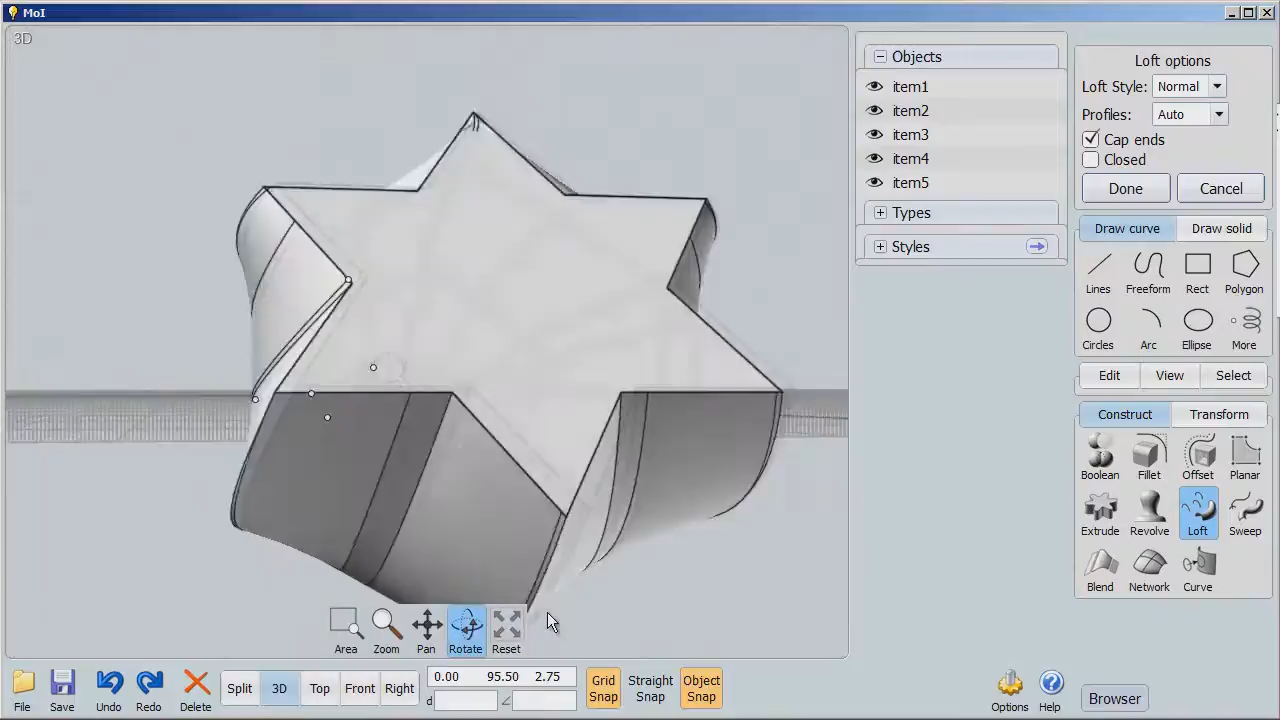 MoI
3D
Objects
item1
item2
item3
item4
item5
Types
Styles
Loft options
Loft Style: Normal
Profiles: Auto
Cap ends
Closed
Done Cancel
Draw curve Draw solid
Lines Freeform Rect Polygon
Circles Arc Ellipse More
Edit View Select
Construct Transform
Boolean Fillet Offset Planar
Extrude Revolve Loft Sweep
Blend Network Curve
Area Zoom Pan Rotate Reset
File Save Undo Redo Delete
Split 3D Top Front Right
0.00 95.50 2.75
d ∠
Grid Snap
Straight Snap
Object Snap
Options Help
Browser